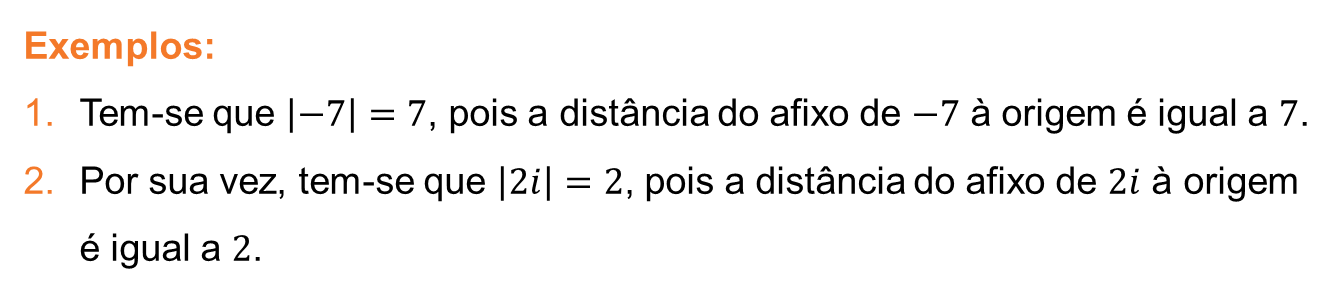 Exemplos:
1. Tem-se que |−7| = 7, pois a distância do afixo de −7 à origem é igual a 7.
2. Por sua vez, tem-se que |2𝑖| = 2, pois a distância do afixo de 2𝑖 à origem
é igual a 2.